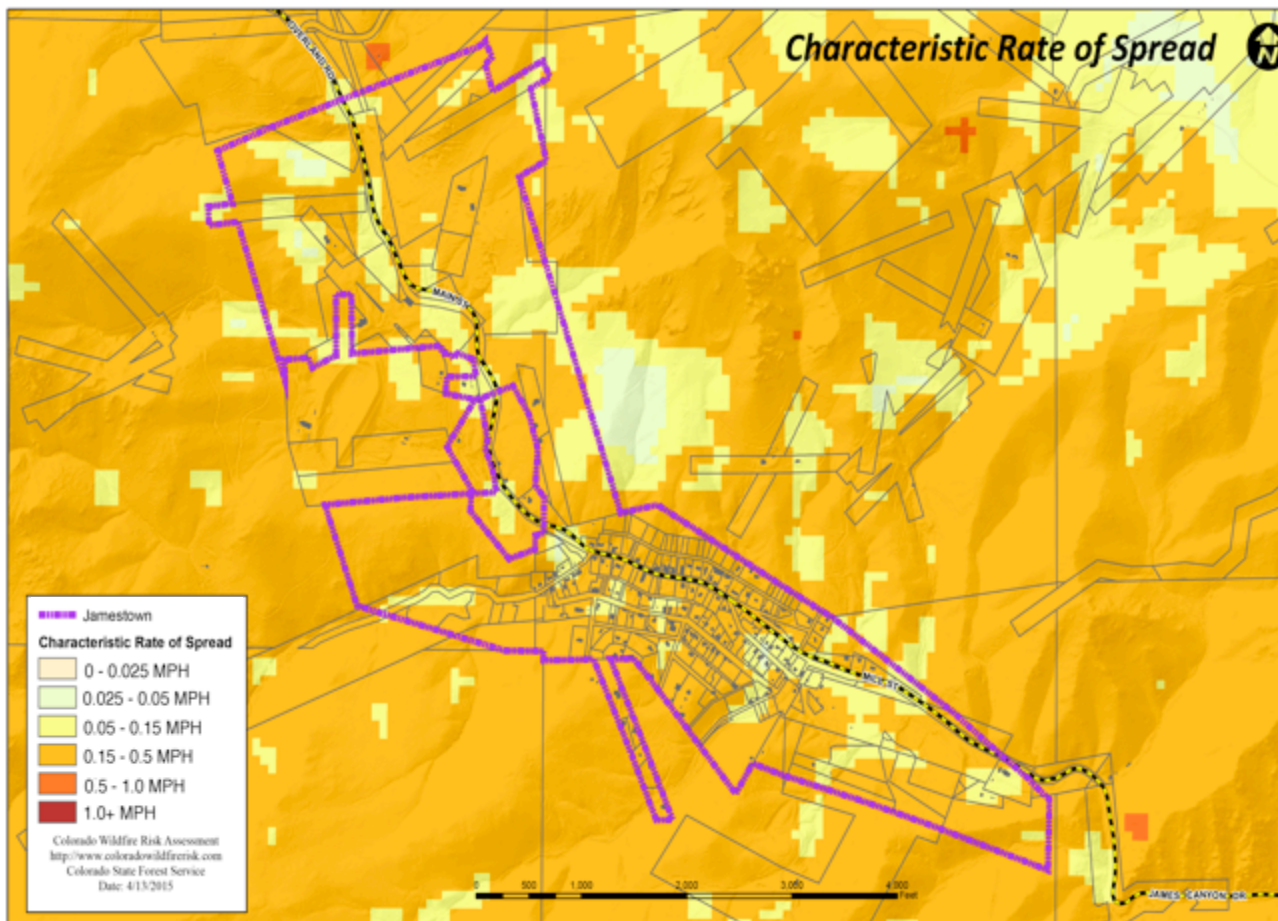 Characteristic Rate of Spread
N
OVERLAND RD
MAIN ST
Jamestown
Characteristic Rate of Spread
0 - 0.025 MPH
0.025 - 0.05 MPH
0.05 - 0.15 MPH
0.15 - 0.5 MPH
0.5 - 1.0 MPH
1.0+ MPH
Colorado Wildfire Risk Assessment
http://www.coloradowildfirerisk.com
Colorado State Forest Service
Date: 4/13/2015
0 500 1,000 2,000 3,000 4,000
Feet
JAMES CANYON DR